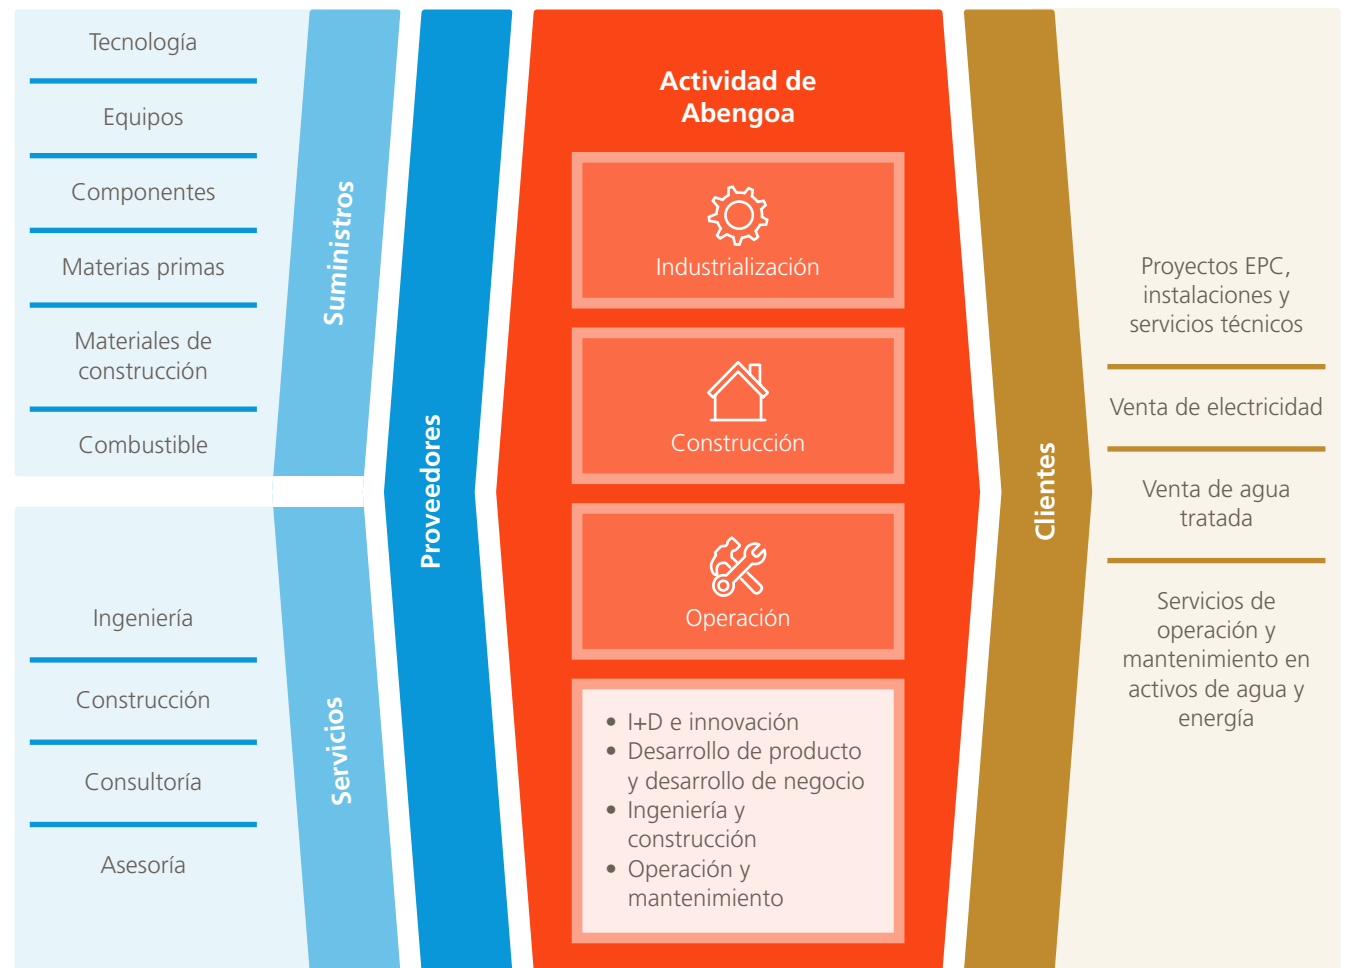 Tecnología
Equipos
Componentes
Materias primas
Materiales de
construcción
Combustible
Suministros
Ingeniería
Construcción
Consultoría
Asesoría
Servicios
Proveedores
Actividad de
Abengoa
Industrialización
Construcción
Operación
• I+D e innovación
• Desarrollo de producto
y desarrollo de negocio
• Ingeniería y
construcción
• Operación y
mantenimiento
Clientes
Proyectos EPC,
instalaciones y
servicios técnicos
Venta de electricidad
Venta de agua
tratada
Servicios de
operación y
mantenimiento en
activos de agua y
energía